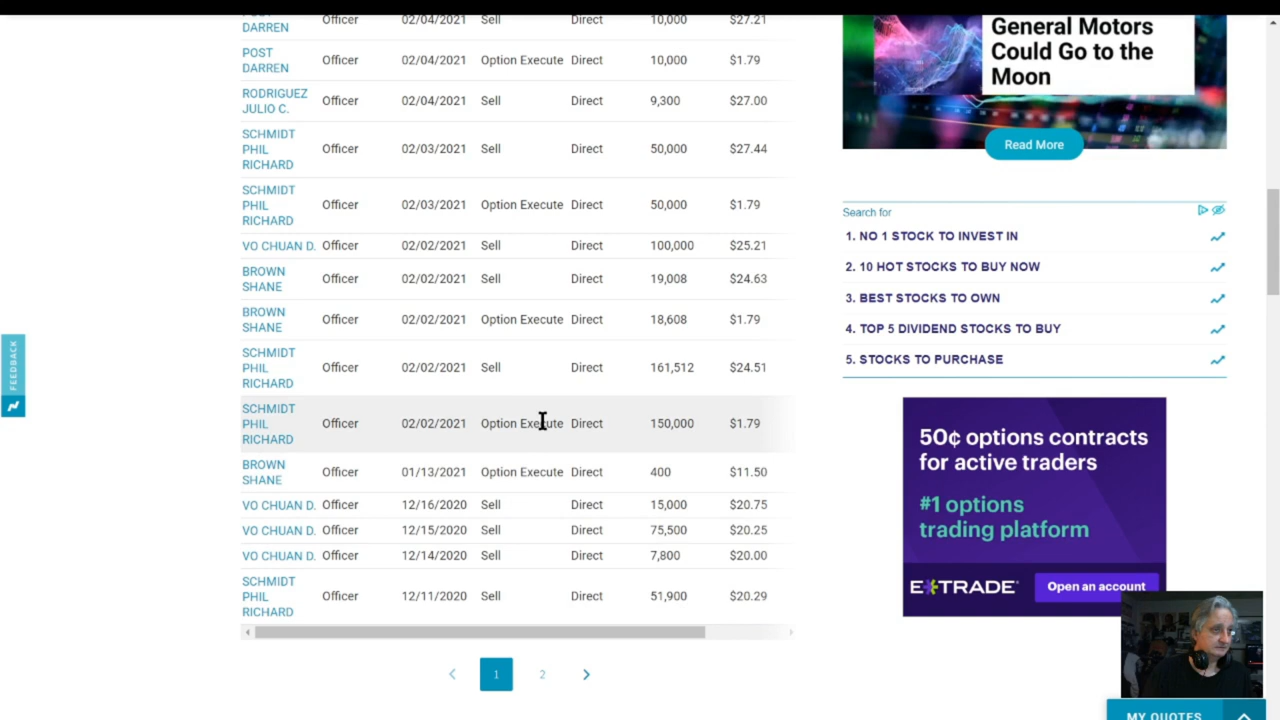 DARREN Officer 02/04/2021 Sell Direct 10,000 $27.21
POST
DARREN Officer 02/04/2021 Option Execute Direct 10,000 $1.79
RODRIGUEZ
JULIO C. Officer 02/04/2021 Sell Direct 9,300 $27.00
SCHMIDT
PHIL Officer 02/03/2021 Sell Direct 50,000 $27.44
RICHARD
SCHMIDT
PHIL Officer 02/03/2021 Option Execute Direct 50,000 $1.79
RICHARD
VO CHUAN D. Officer 02/02/2021 Sell Direct 100,000 $25.21
BROWN
SHANE Officer 02/02/2021 Sell Direct 19,008 $24.63
BROWN
SHANE Officer 02/02/2021 Option Execute Direct 18,608 $1.79
SCHMIDT
PHIL Officer 02/02/2021 Sell Direct 161,512 $24.51
RICHARD
SCHMIDT
PHIL Officer 02/02/2021 Option Execute Direct 150,000 $1.79
RICHARD
BROWN
SHANE Officer 01/13/2021 Option Execute Direct 400 $11.50
VO CHUAN D. Officer 12/16/2020 Sell Direct 15,000 $20.75
VO CHUAN D. Officer 12/15/2020 Sell Direct 75,500 $20.25
VO CHUAN D. Officer 12/14/2020 Sell Direct 7,800 $20.00
SCHMIDT
PHIL Officer 12/11/2020 Sell Direct 51,900 $20.29
RICHARD
1 2
FEEDBACK
General Motors
Could Go to the
Moon
Read More
Search for
1. NO 1 STOCK TO INVEST IN
2. 10 HOT STOCKS TO BUY NOW
3. BEST STOCKS TO OWN
4. TOP 5 DIVIDEND STOCKS TO BUY
5. STOCKS TO PURCHASE
50¢ options contracts
for active traders
#1 options
trading platform
E*TRADE Open an account
MY QUOTES